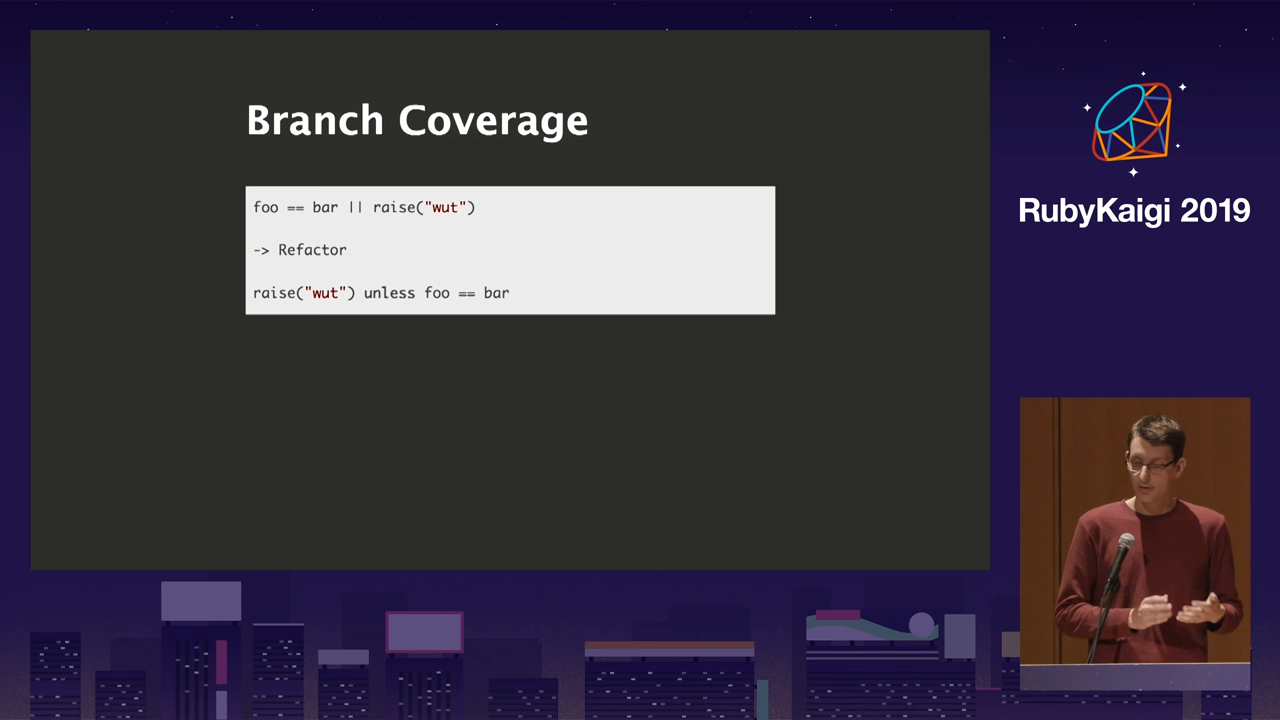 Branch Coverage
foo == bar || raise("wut")
-> Refactor
raise("wut") unless foo == bar
RubyKaigi 2019